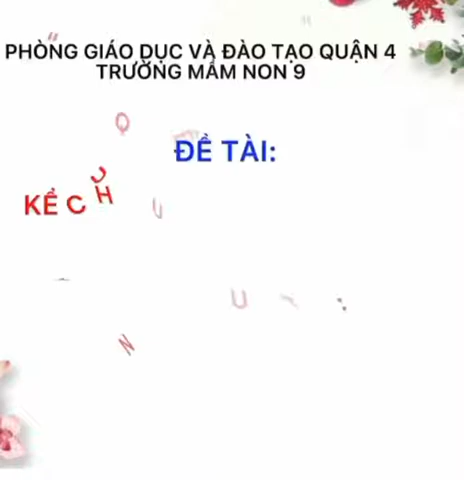 PHÒNG GIÁO DỤC VÀ ĐÀO TẠO QUẬN 4
TRƯỜNG MẦM NON 9
ĐỀ TÀI:
KỂ C H